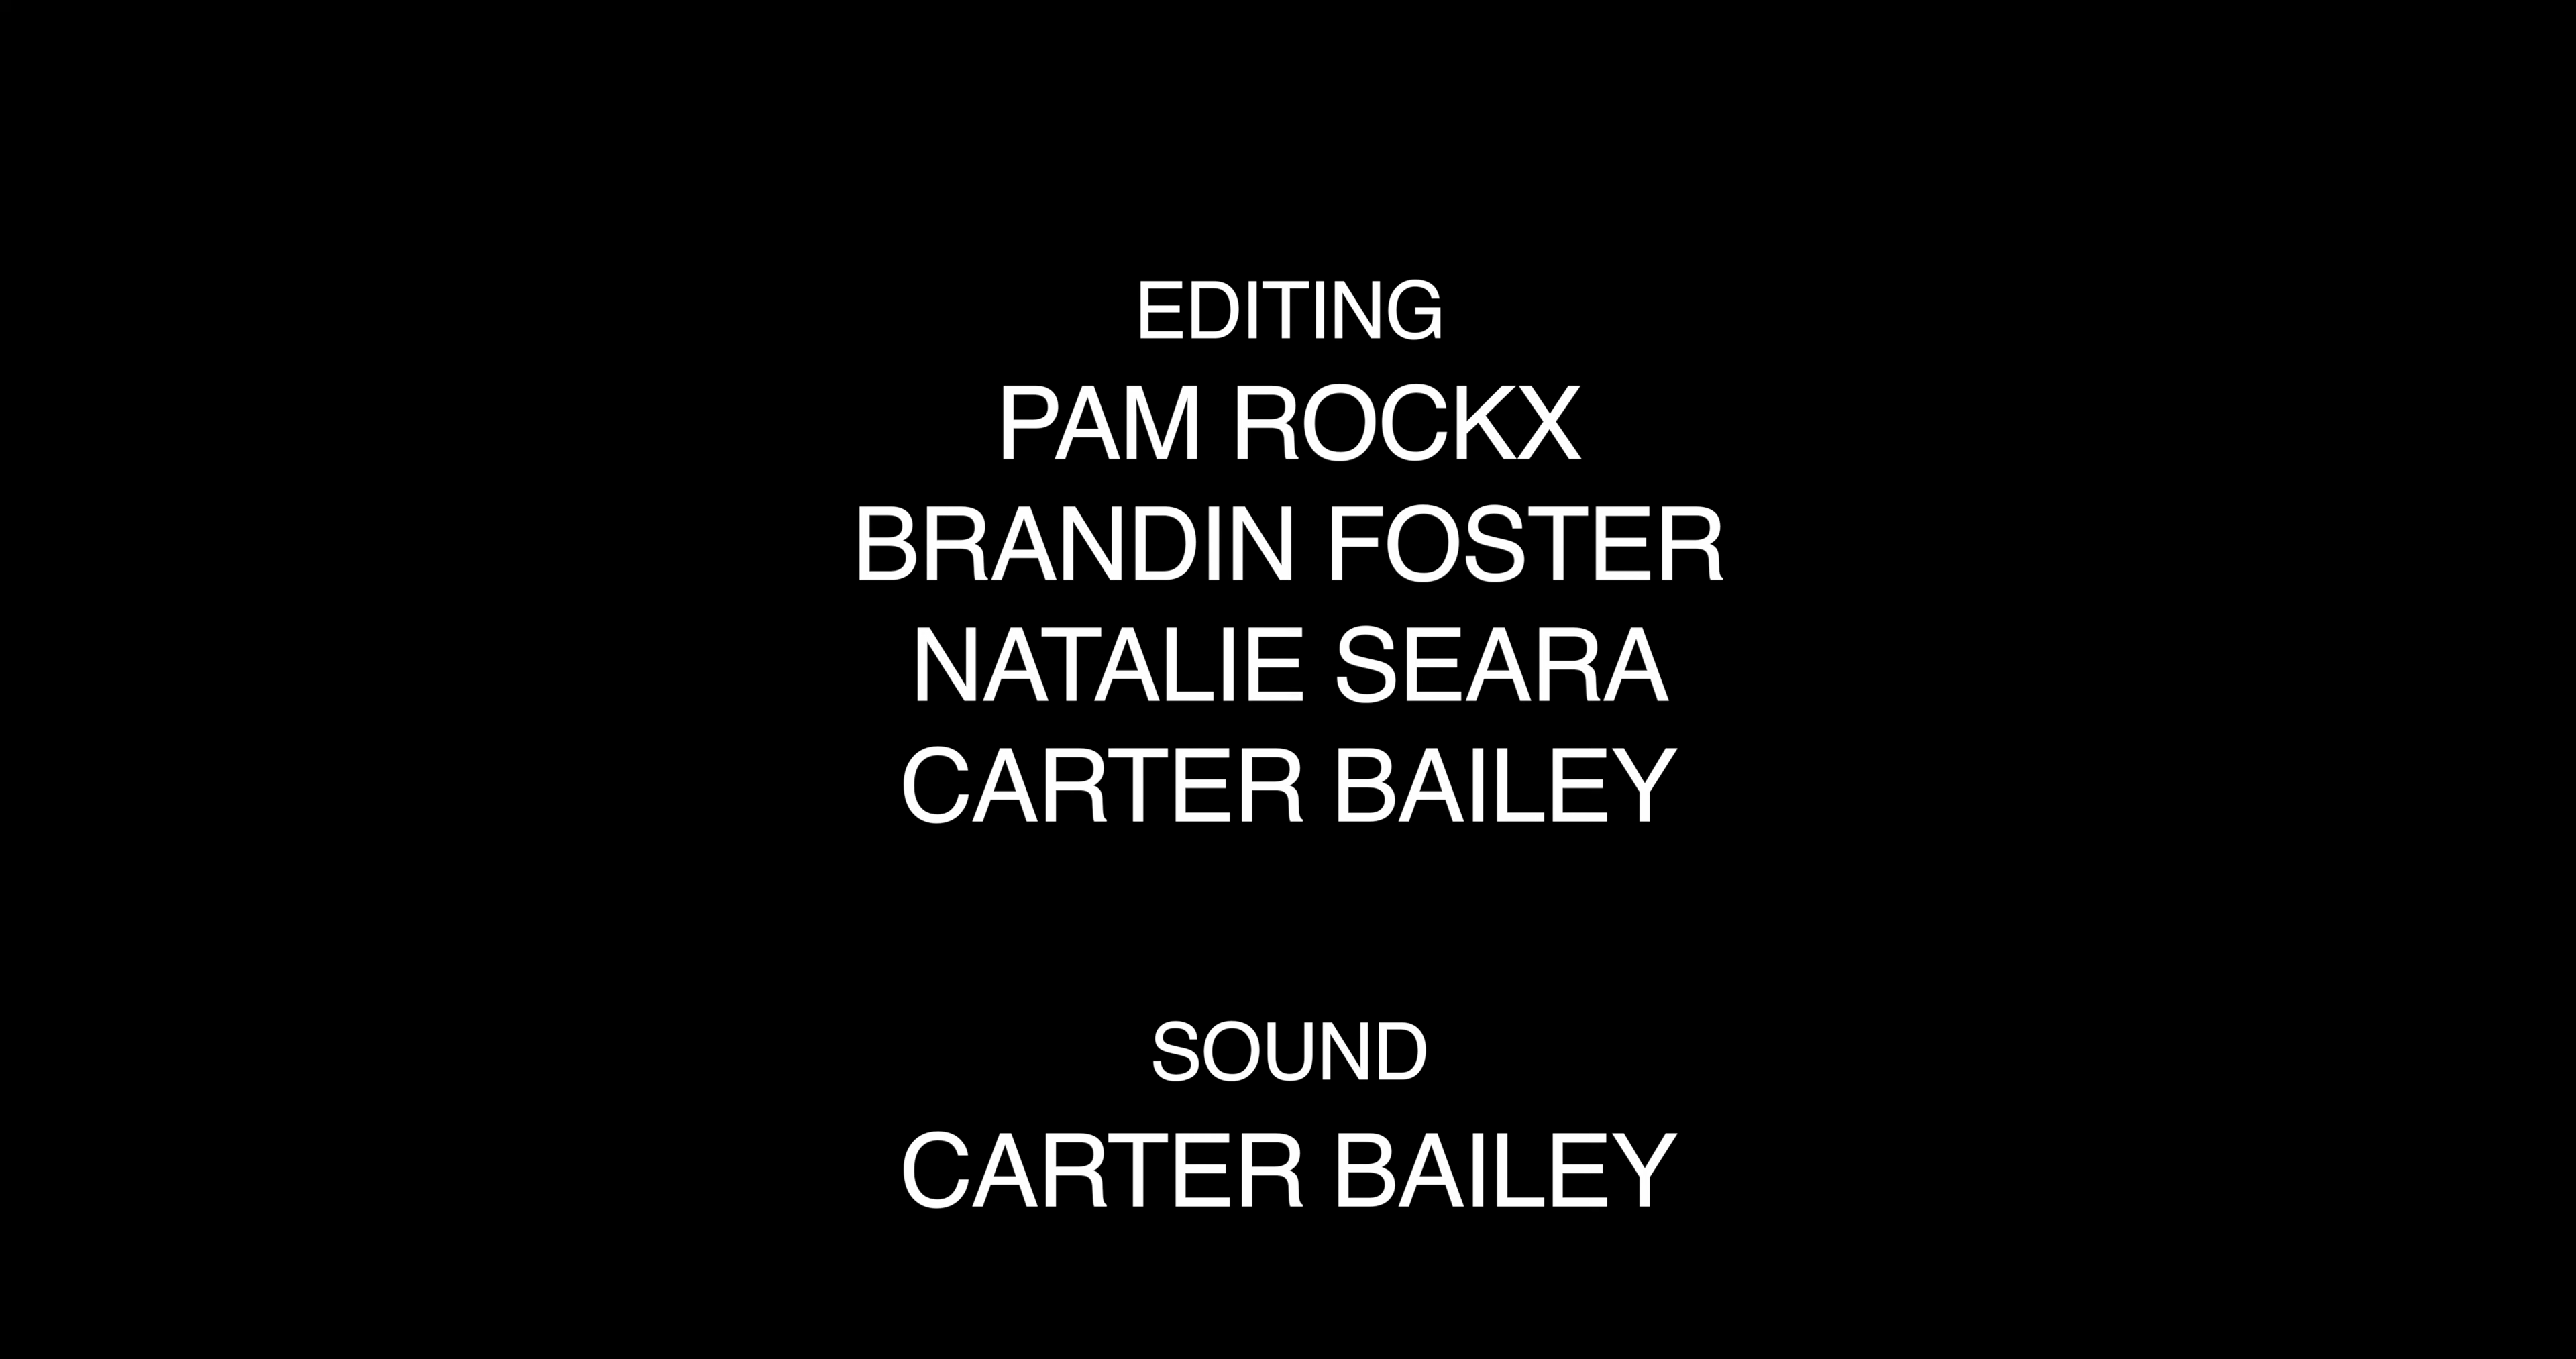 EDITING
PAM ROCKX
BRANDIN FOSTER
NATALIE SEARA
CARTER BAILEY
SOUND
CARTER BAILEY